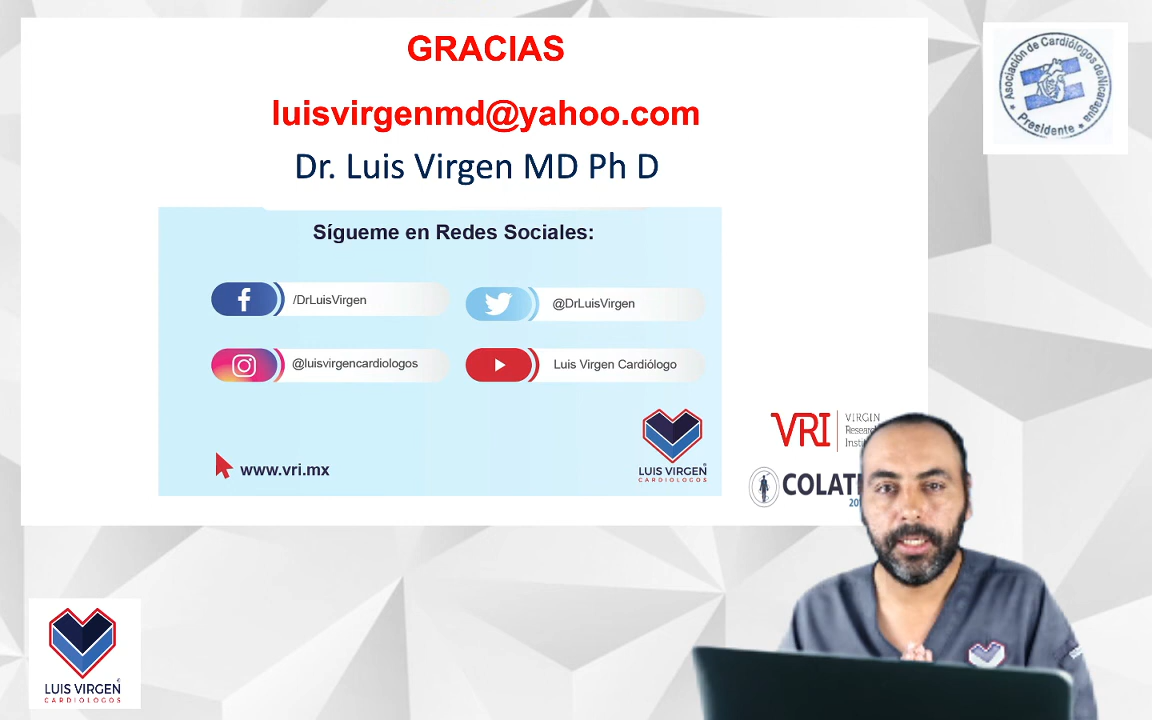 GRACIAS
luisvirgenmd@yahoo.com
Dr. Luis Virgen MD Ph D
Sígueme en Redes Sociales:
/DrLuisVirgen
@DrLuisVirgen
@luisvirgencardiologos
Luis Virgen Cardiólogo
www.vri.mx
LUIS VIRGEN
CARDIOLOGOS
Asociación de Cardiólogos de Nicaragua
Presidente
VRI
VIRGIN
Research
COLAT
LUIS VIRGEN
CARDIOLOGOS